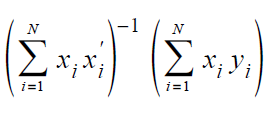 (∑_{i=1}^{N} x_i x_i')^{-1} (∑_{i=1}^{N} x_i y_i)